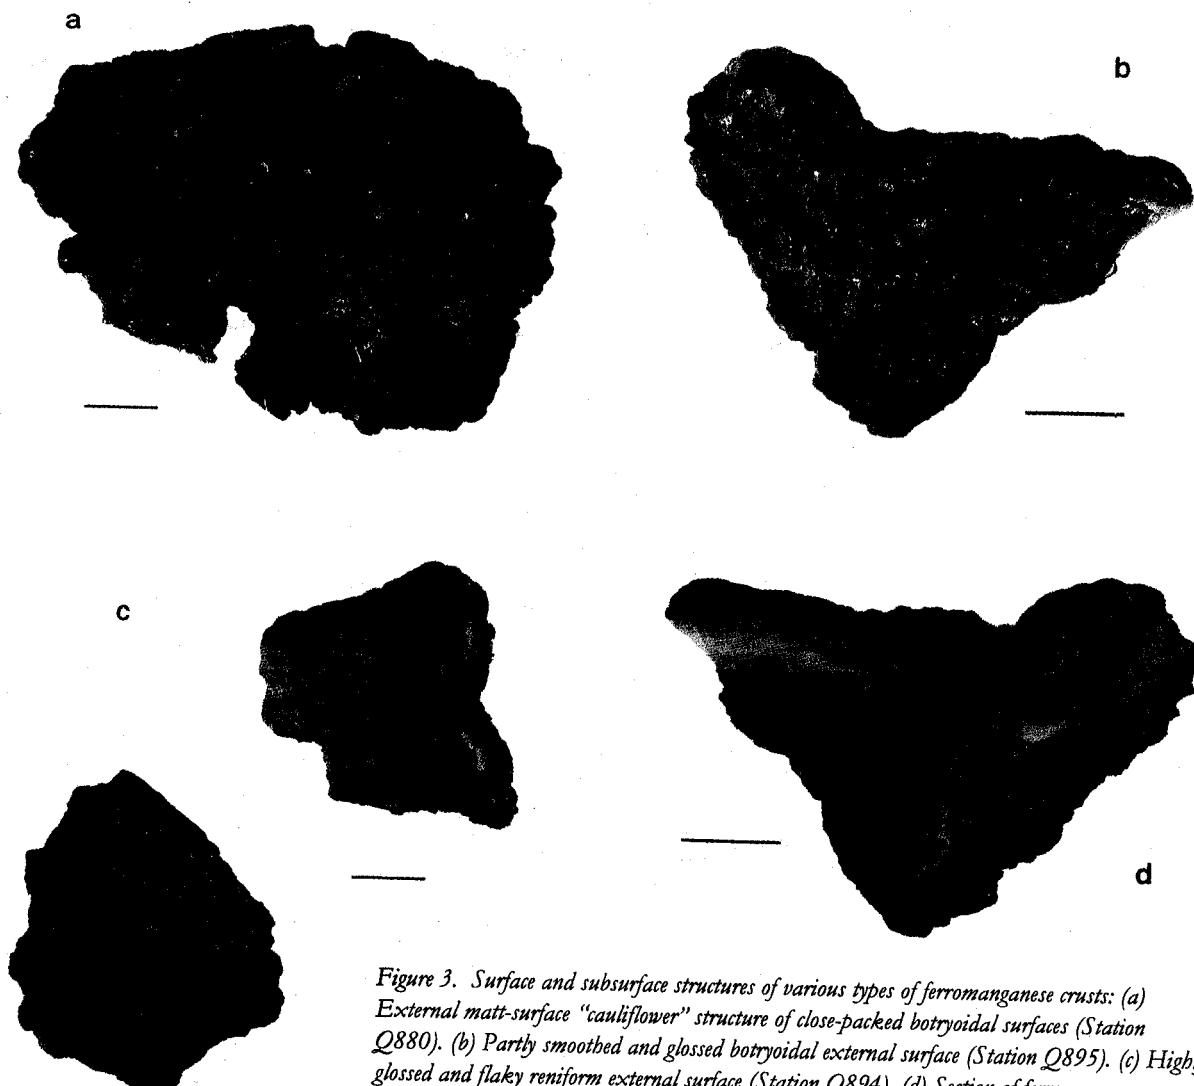 a
b
c
d
Figure 3. Surface and subsurface structures of various types of ferromanganese crusts: (a)
External matt-surface “cauliflower” structure of close-packed botryoidal surfaces (Station
Q880). (b) Partly smoothed and glossed botryoidal external surface (Station Q895). (c) High
glossed and flaky reniform external surface (Station Q894). (d) Section of